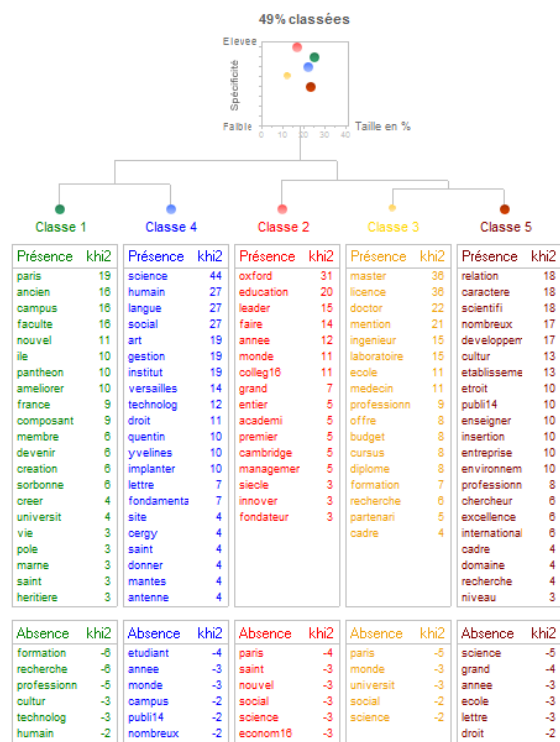 49% classées
Elevee
Spécificité
Faible
0 10 20 30 40
Taille en %
Classe 1 Classe 4 Classe 2 Classe 3 Classe 5
Présence khi2 Présence khi2 Présence khi2 Présence khi2 Présence khi2
paris 19 science 44 oxford 31 master 36 relation 18
ancien 16 humain 27 education 20 licence 36 caractere 18
campus 16 langue 27 leader 15 doctor 22 scientifi 18
faculte 16 social 27 faire 14 mention 21 nombreux 17
nouvel 11 art 19 annee 12 ingenieur 15 developpen 17
ile 10 gestion 19 monde 11 laboratoire 15 cultur 13
pantheon 10 institut 19 colleg16 11 ecole 11 etablisseme 13
ameliorer 10 versailles 14 grand 7 medecin 11 etroit 10
france 9 technolog 12 entier 5 professionn 9 publi14 10
composant 9 droit 11 academi 5 offre 8 enseigner 10
membre 6 quentin 10 premier 5 budget 8 insertion 10
devenir 6 yvelines 10 cambridge 5 cursus 8 entreprise 10
creation 6 implanter 10 managemer 5 diplome 8 environnem 10
sorbonne 6 lettre 7 siecle 3 formation 7 professionn 8
creer 4 fondamenta 7 innover 3 recherche 6 chercheur 6
universit 4 site 4 fondateur 3 partenari 5 excellence 6
vie 3 cergy 4 cadre 4 international 6
pole 3 saint 4 cadre 4
marne 3 donner 4 domaine 4
saint 3 mantes 4 recherche 4
heritiere 3 antenne 4 niveau 3
Absence khi2 Absence khi2 Absence khi2 Absence khi2 Absence khi2
formation -6 etudiant -4 paris -4 paris -5 science -5
recherche -6 annee -3 saint -3 monde -3 grand -4
professionn -5 monde -3 nouvel -3 universit -3 annee -3
cultur -3 campus -2 social -3 social -2 ecole -3
technolog -3 publi14 -2 science -3 science -2 lettre -3
humain -2 nombreux -2 econom16 -3 droit -2